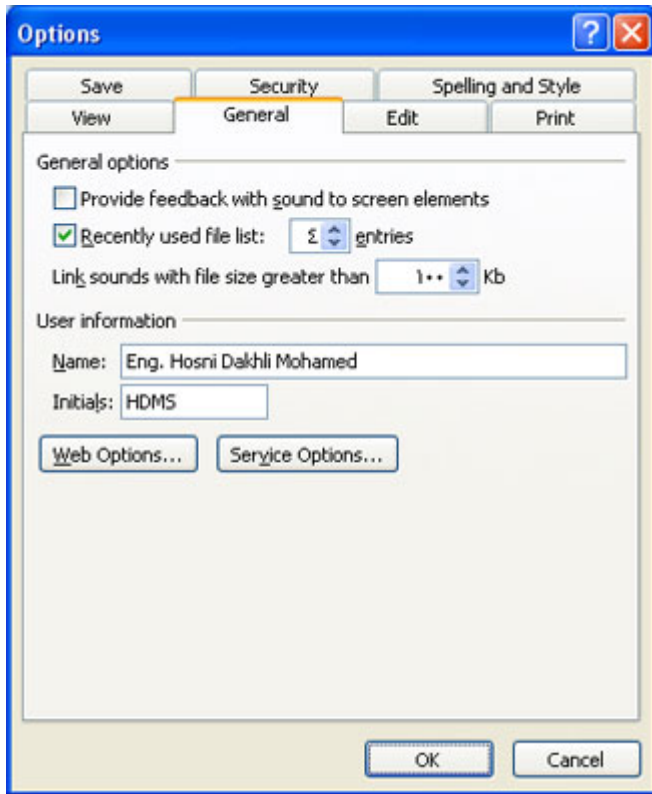 Options
Save Security Spelling and Style
View General Edit Print
General options
Provide feedback with sound to screen elements
Recently used file list: ٤ entries
Link sounds with file size greater than ١٠٠ Kb
User information
Name: Eng. Hosni Dakhli Mohamed
Initials: HDMS
Web Options... Service Options...
OK Cancel